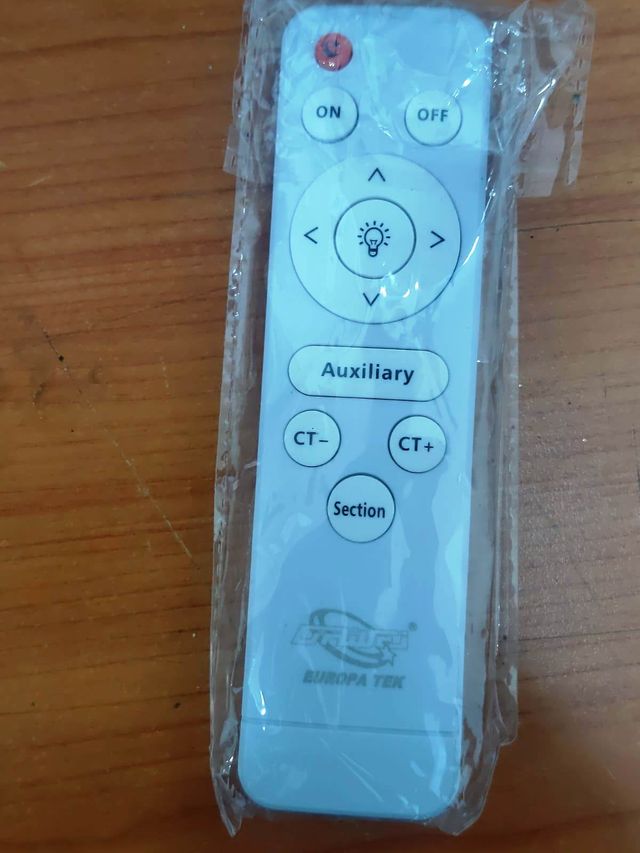 ON OFF
Auxiliary
CT− CT+
Section
EUROPA TEK